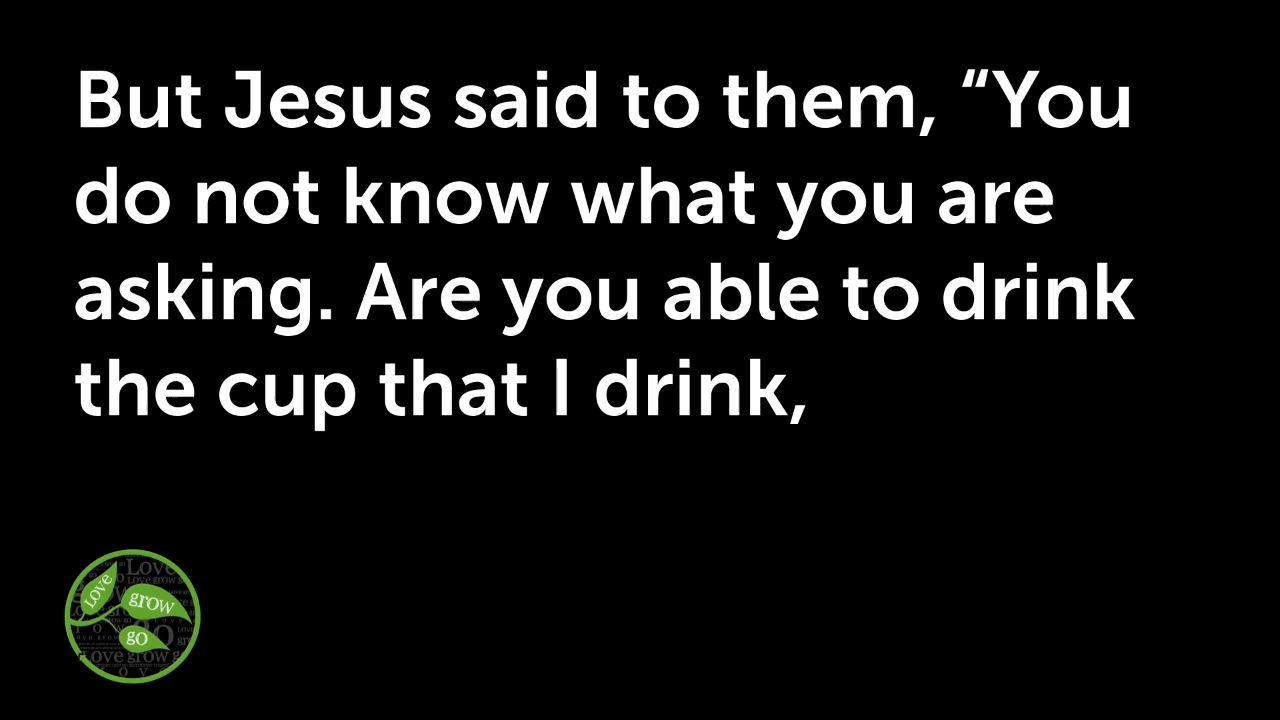 But Jesus said to them, “You
do not know what you are
asking. Are you able to drink
the cup that I drink,
Love
grow
go